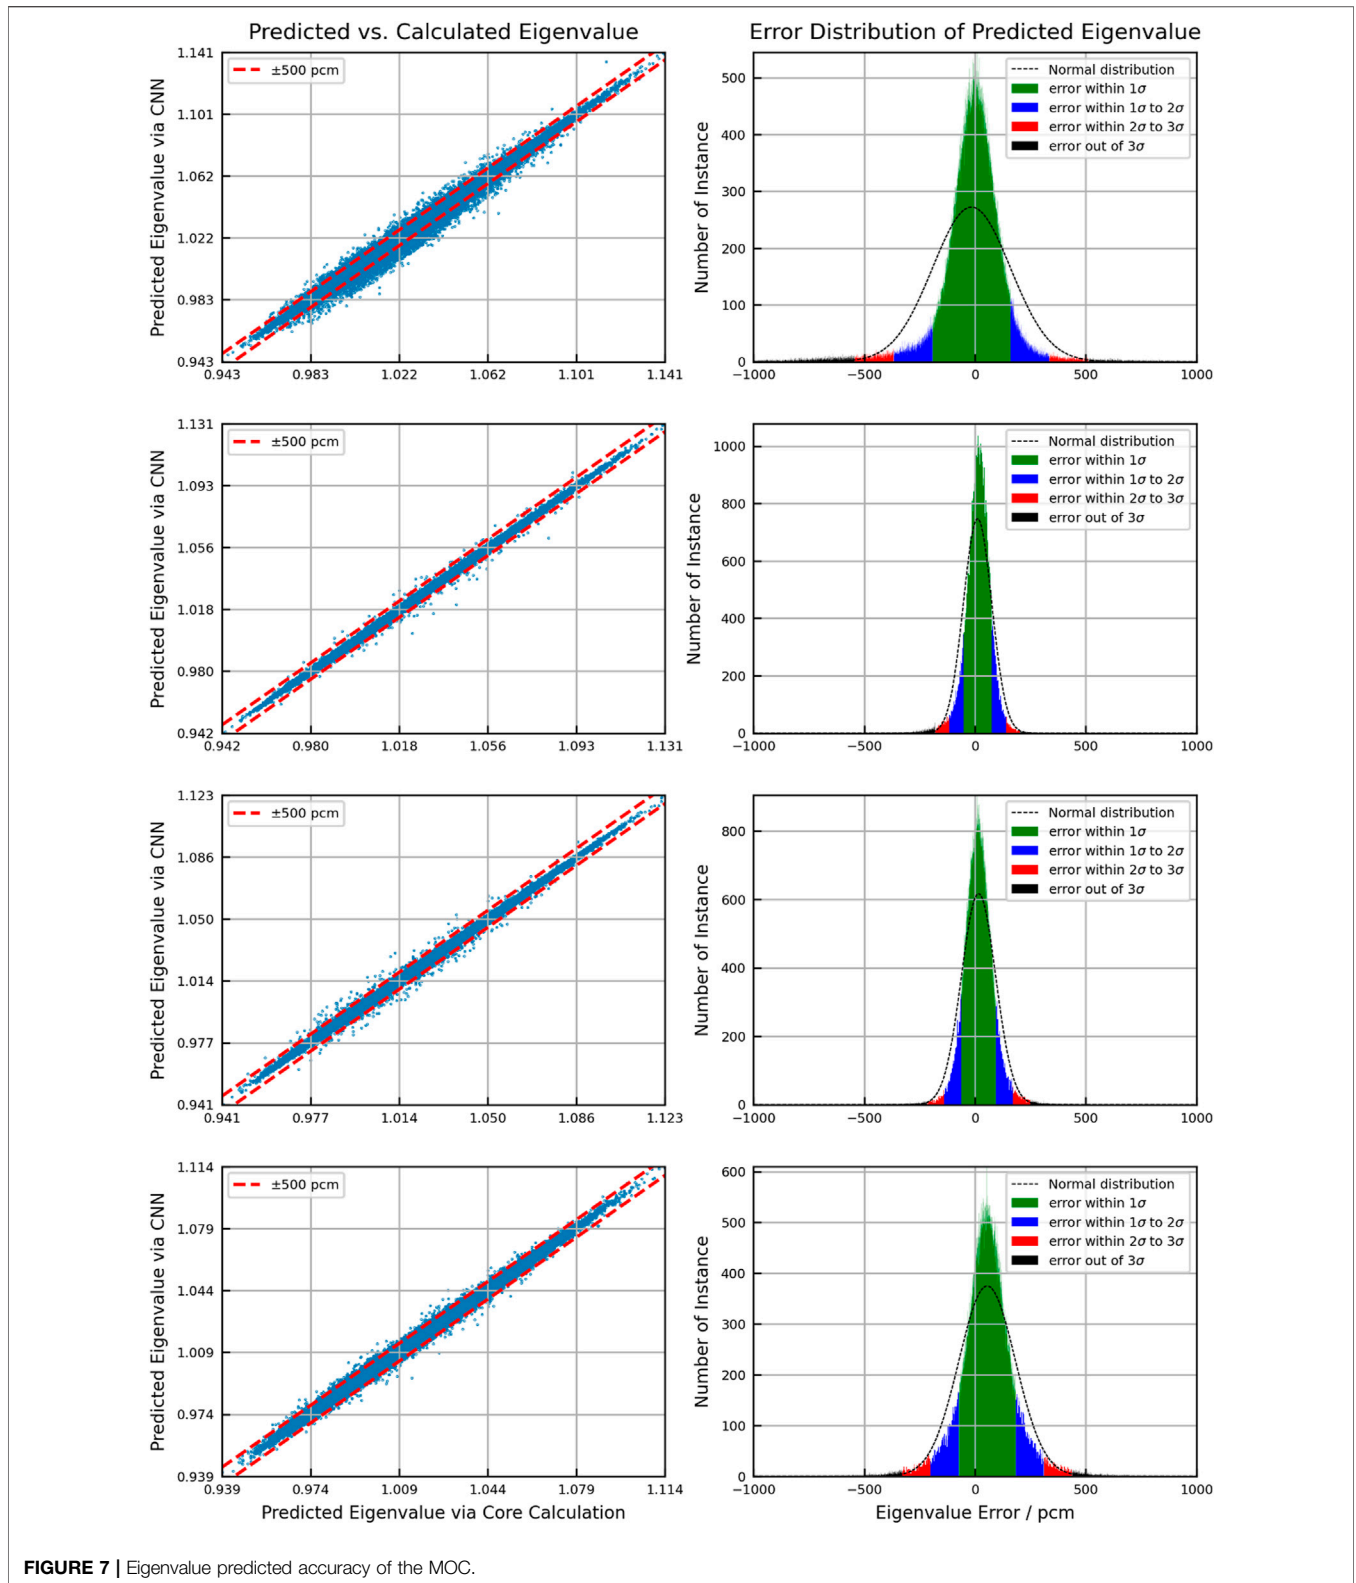 Predicted vs. Calculated Eigenvalue
Error Distribution of Predicted Eigenvalue
Predicted Eigenvalue via CNN
1.141
1.101
1.062
1.022
0.983
0.943
±500 pcm
0.943 0.983 1.022 1.062 1.101 1.141
Number of Instance
500
400
300
200
100
0
Normal distribution
error within 1σ
error within 1σ to 2σ
error within 2σ to 3σ
error out of 3σ
−1000 −500 0 500 1000
Predicted Eigenvalue via CNN
1.131
1.093
1.056
1.018
0.980
0.942
±500 pcm
0.942 0.980 1.018 1.056 1.093 1.131
Number of Instance
1000
800
600
400
200
0
Normal distribution
error within 1σ
error within 1σ to 2σ
error within 2σ to 3σ
error out of 3σ
−1000 −500 0 500 1000
Predicted Eigenvalue via CNN
1.123
1.086
1.050
1.014
0.977
0.941
±500 pcm
0.941 0.977 1.014 1.050 1.086 1.123
Number of Instance
800
600
400
200
0
Normal distribution
error within 1σ
error within 1σ to 2σ
error within 2σ to 3σ
error out of 3σ
−1000 −500 0 500 1000
Predicted Eigenvalue via CNN
1.114
1.079
1.044
1.009
0.974
0.939
±500 pcm
0.939 0.974 1.009 1.044 1.079 1.114
Predicted Eigenvalue via Core Calculation
Number of Instance
600
500
400
300
200
100
0
Normal distribution
error within 1σ
error within 1σ to 2σ
error within 2σ to 3σ
error out of 3σ
−1000 −500 0 500 1000
Eigenvalue Error / pcm
FIGURE 7 | Eigenvalue predicted accuracy of the MOC.